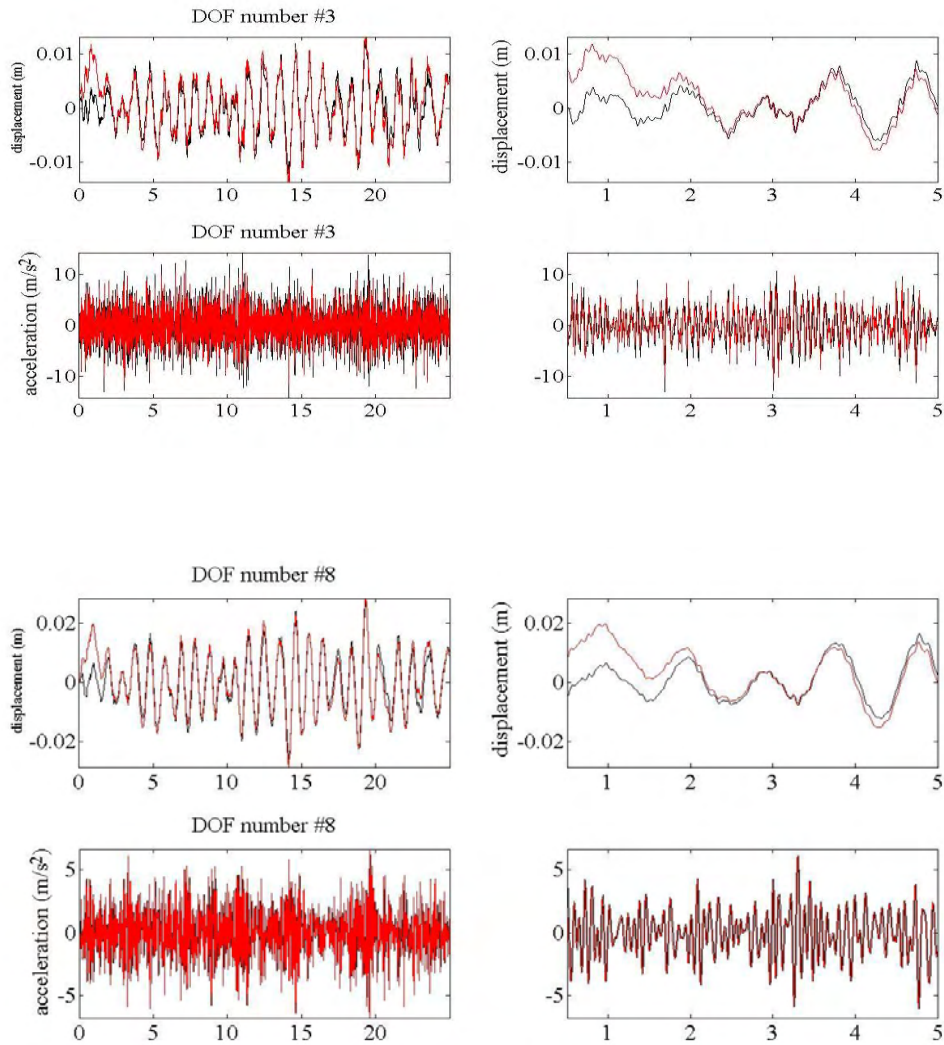 DOF number #3
displacement (m)
0.01
0
-0.01
0 5 10 15 20
displacement (m)
0.01
0
-0.01
1 2 3 4 5
DOF number #3
acceleration (m/s²)
10
0
-10
0 5 10 15 20
10
0
-10
1 2 3 4 5
DOF number #8
displacement (m)
0.02
0
-0.02
0 5 10 15 20
displacement (m)
0.02
0
-0.02
1 2 3 4 5
DOF number #8
acceleration (m/s²)
5
0
-5
0 5 10 15 20
5
0
-5
1 2 3 4 5